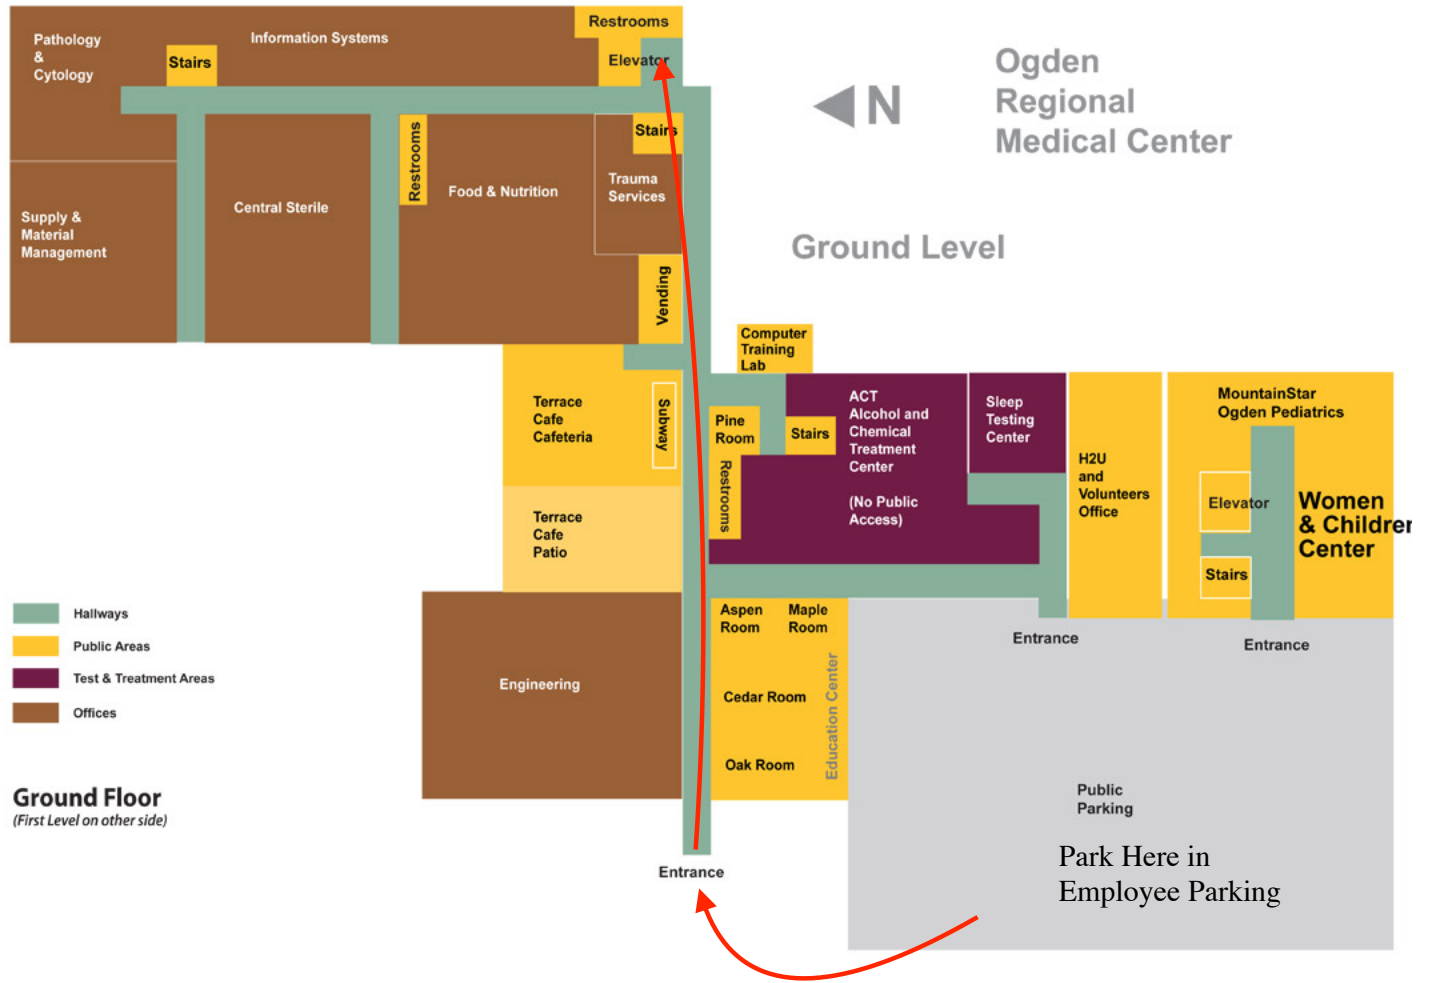 Restrooms
Pathology
&
Cytology
Information Systems
Stairs
Elevator
N
Ogden
Regional
Medical Center
Stairs
Restrooms
Trauma
Services
Food & Nutrition
Central Sterile
Supply &
Material
Management
Ground Level
Vending
Computer
Training
Lab
Terrace
Cafe
Cafeteria
Subway
Pine
Room
Restrooms
Stairs
ACT
Alcohol and
Chemical
Treatment
Center
(No Public
Access)
Sleep
Testing
Center
H2U
and
Volunteers
Office
MountainStar
Ogden Pediatrics
Elevator
Stairs
Women
& Childrer
Center
Terrace
Cafe
Patio
Hallways
Public Areas
Test & Treatment Areas
Offices
Engineering
Aspen
Room
Maple
Room
Cedar Room
Oak Room
Education Center
Entrance
Entrance
Public
Parking
Ground Floor
(First Level on other side)
Park Here in
Employee Parking
Entrance